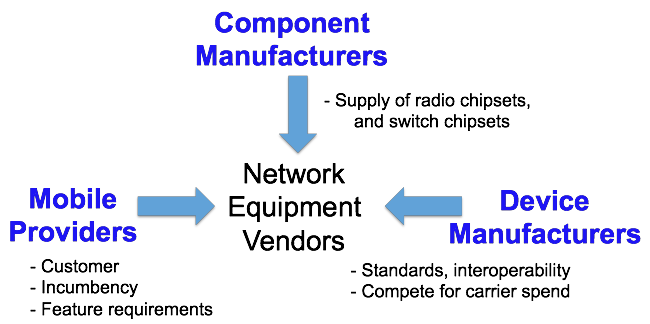 Component
Manufacturers
- Supply of radio chipsets,
and switch chipsets
Network
Equipment
Vendors
Mobile
Providers
- Customer
- Incumbency
- Feature requirements
Device
Manufacturers
- Standards, interoperability
- Compete for carrier spend